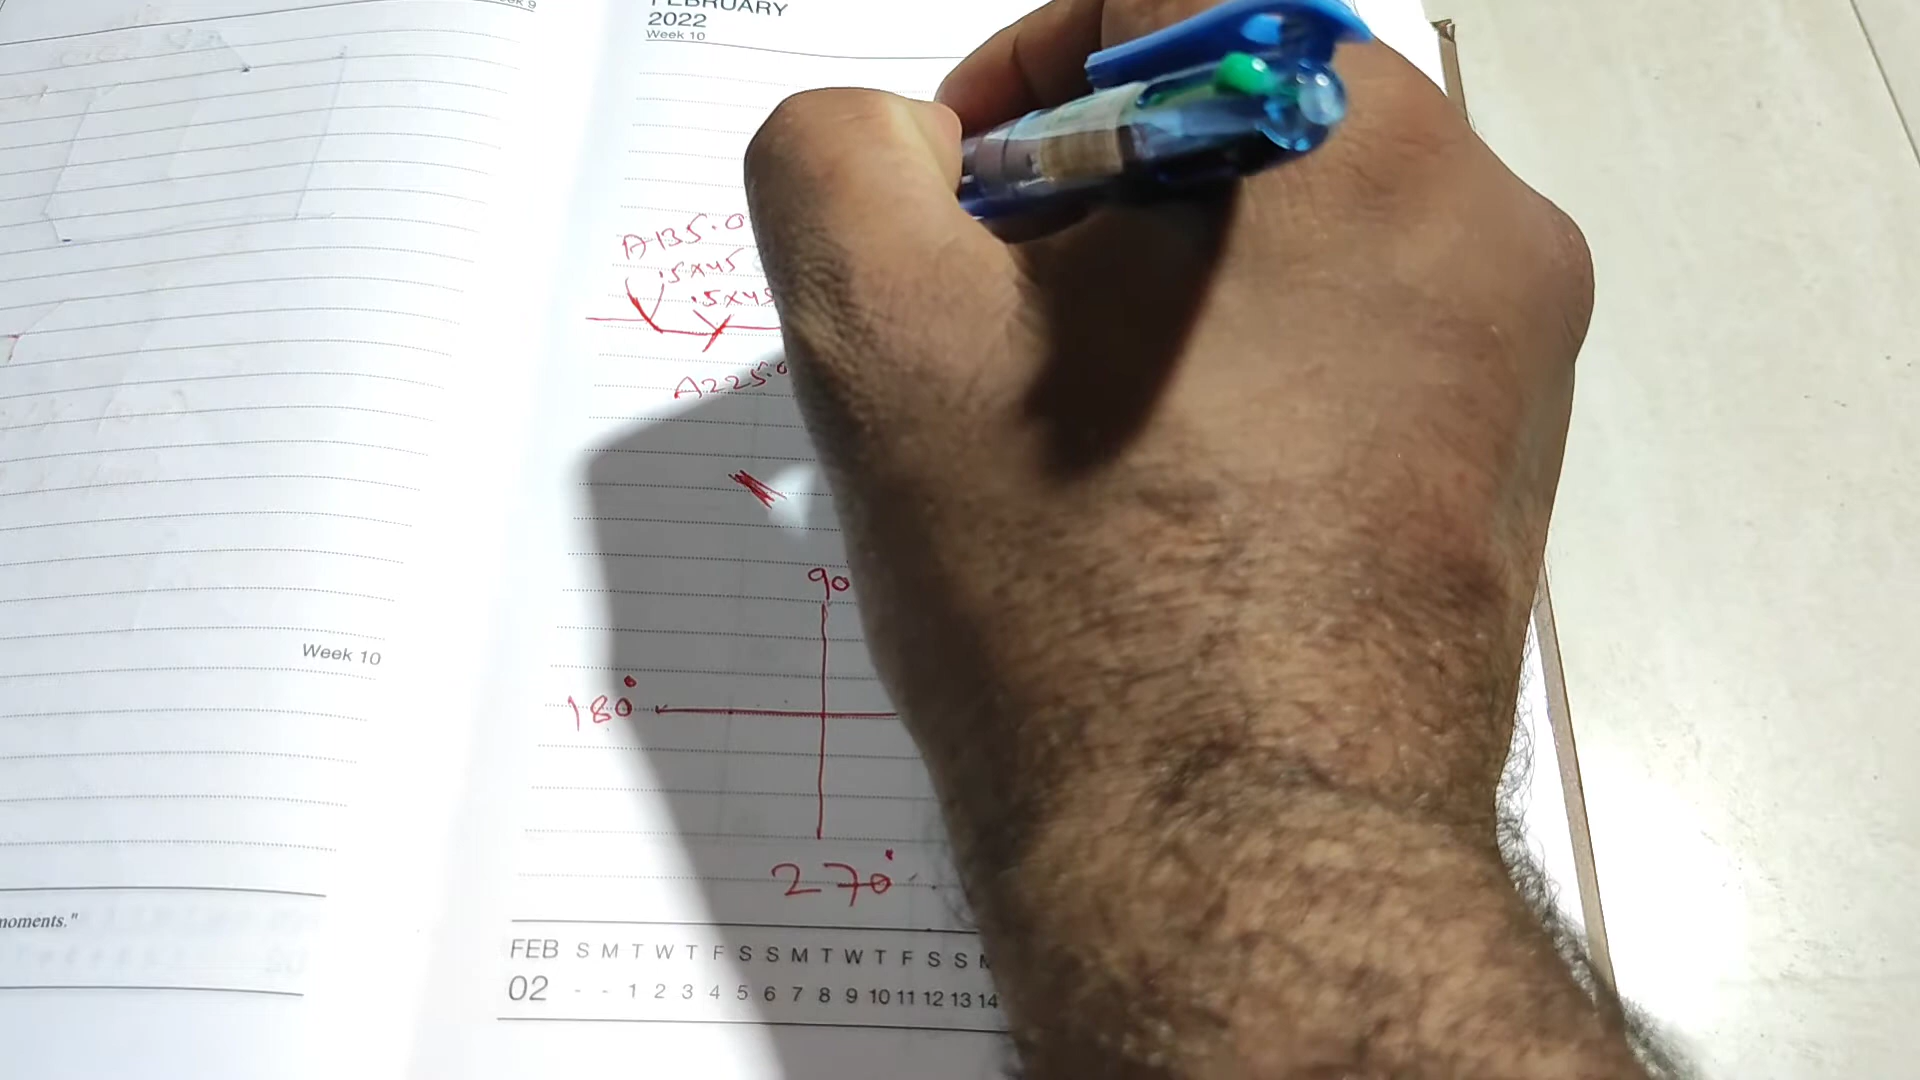 FEBRUARY
2022
Week 10
A135.0
.5x45
.5x45
A225.0
90
180°
270°
Week 10
moments."
FEB S M T W T F S S M T W T F S S M
02 - - 1 2 3 4 5 6 7 8 9 10 11 12 13 14